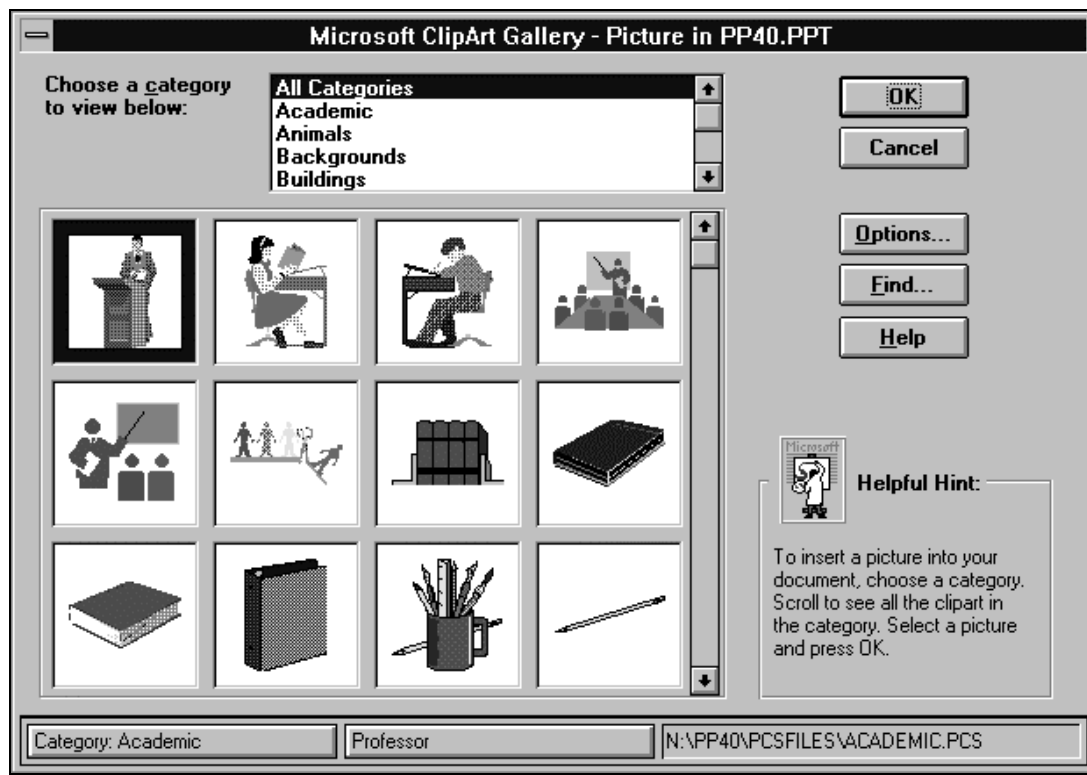 Microsoft ClipArt Gallery - Picture in PP40.PPT
Choose a category
to view below:
All Categories
Academic
Animals
Backgrounds
Buildings
OK
Cancel
Options...
Find...
Help
Microsoft
Helpful Hint:
To insert a picture into your
document, choose a category.
Scroll to see all the clipart in
the category. Select a picture
and press OK.
Category: Academic
Professor
N:\PP40\PCSFILES\ACADEMIC.PCS